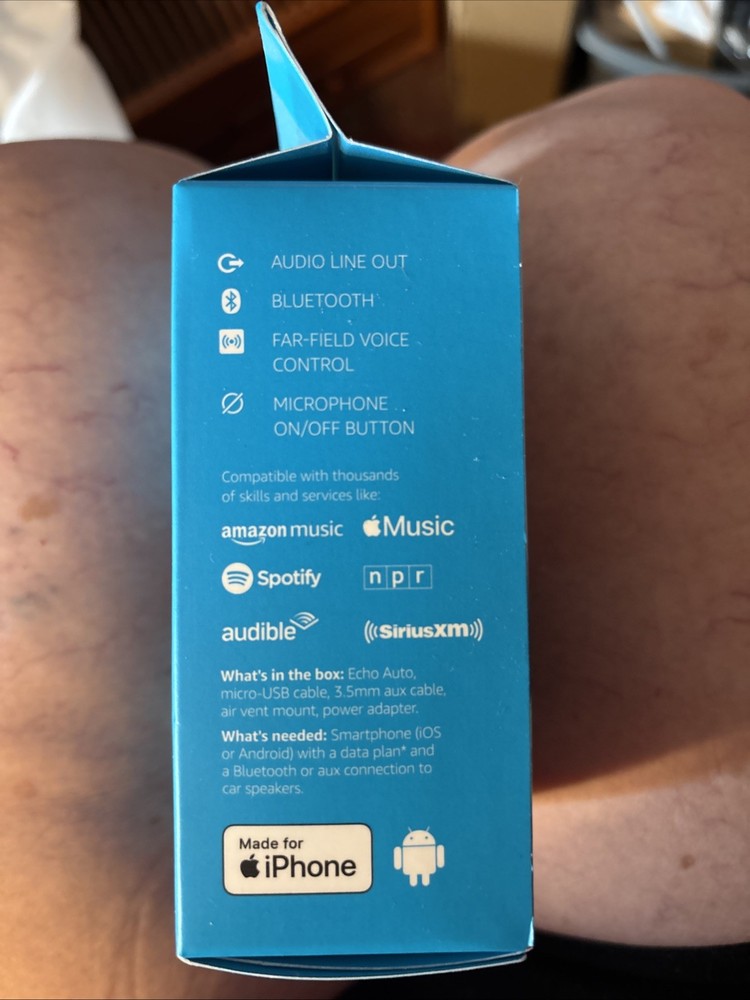 AUDIO LINE OUT
BLUETOOTH
FAR-FIELD VOICE
CONTROL
MICROPHONE
ON/OFF BUTTON
Compatible with thousands
of skills and services like:
amazon music Music
Spotify npr
audible SiriusXM
What's in the box: Echo Auto,
micro-USB cable, 3.5mm aux cable,
air vent mount, power adapter.
What's needed: Smartphone (iOS
or Android) with a data plan* and
a Bluetooth or aux connection to
car speakers.
Made for
iPhone